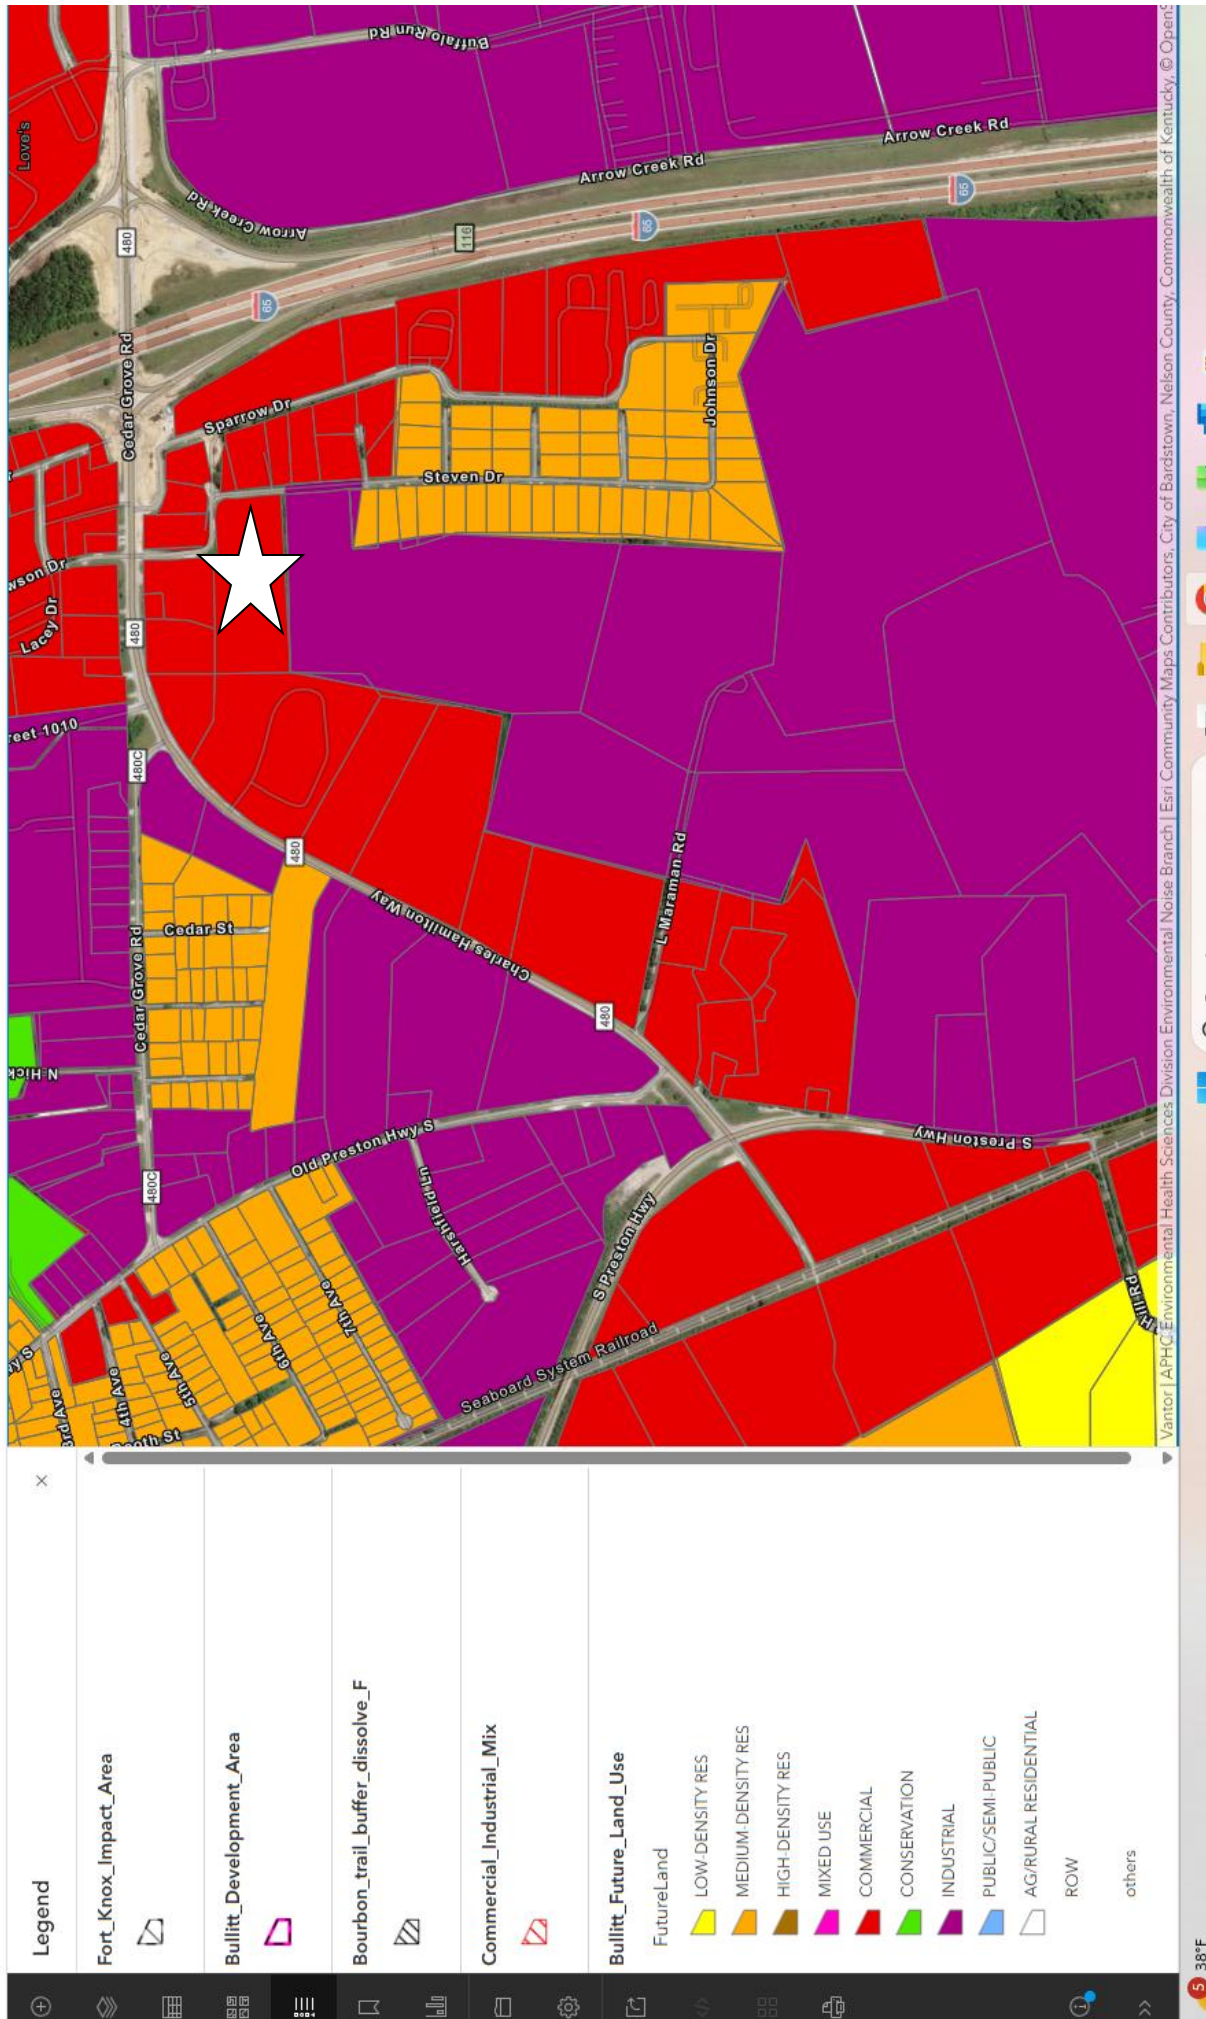 Legend
Fort_Knox_Impact_Area
Bullitt_Development_Area
Bourbon_trail_buffer_dissolve_F
Commercial_Industrial_Mix
Bullitt_Future_Land_Use
FutureLand
LOW-DENSITY RES
MEDIUM-DENSITY RES
HIGH-DENSITY RES
MIXED USE
COMMERCIAL
CONSERVATION
INDUSTRIAL
PUBLIC/SEMI-PUBLIC
AG/RURAL RESIDENTIAL
ROW
others
4th Ave
5th Ave
6th Ave
7th Ave
Seaboard System Railroad
S Preston Hwy
S Preston Hwy
Harshfield Ln
Old Preston Hwy S
480C
Cedar Grove Rd
Cedar St
480C
480
Charles Hamilton Way
480
L Maraman Rd
Lacey Dr
480
Cedar Grove Rd
Sparrow Dr
Steven Dr
Johnson Dr
65
65
65
116
480
Love's
Arrow Creek Rd
Arrow Creek Rd
Arrow Creek Rd
Buffalo Run Rd
Hill Rd
Vantor | APHC Environmental Health Sciences Division Environmental Noise Branch | Esri Community Maps Contributors, City of Bardstown, Nelson County, Commonwealth of Kentucky, © OpenS
5
38°F